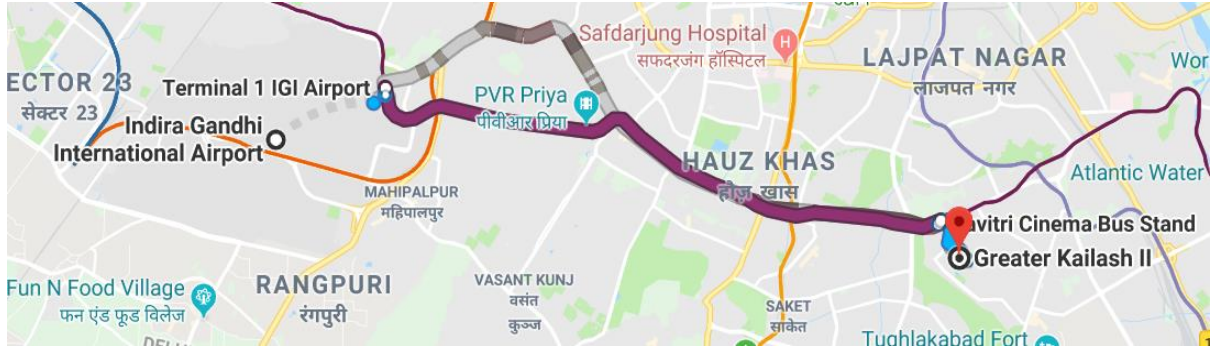 Safdarjung Hospital
सफदरजंग हॉस्पिटल
LAJPAT NAGAR
लाजपत नगर
ECTOR 23
सेक्टर 23
Terminal 1 IGI Airport
PVR Priya
पीवीआर प्रिया
Indira Gandhi
International Airport
HAUZ KHAS
हौज़ खास
Atlantic Water
MAHIPALPUR
महिपालपुर
avitri Cinema Bus Stand
Greater Kailash II
Fun N Food Village
फन एंड फूड विलेज
RANGPURI
रंगपुरी
VASANT KUNJ
वसंत
कुञ्ज
SAKET
साकेत
Tughlakabad Fort